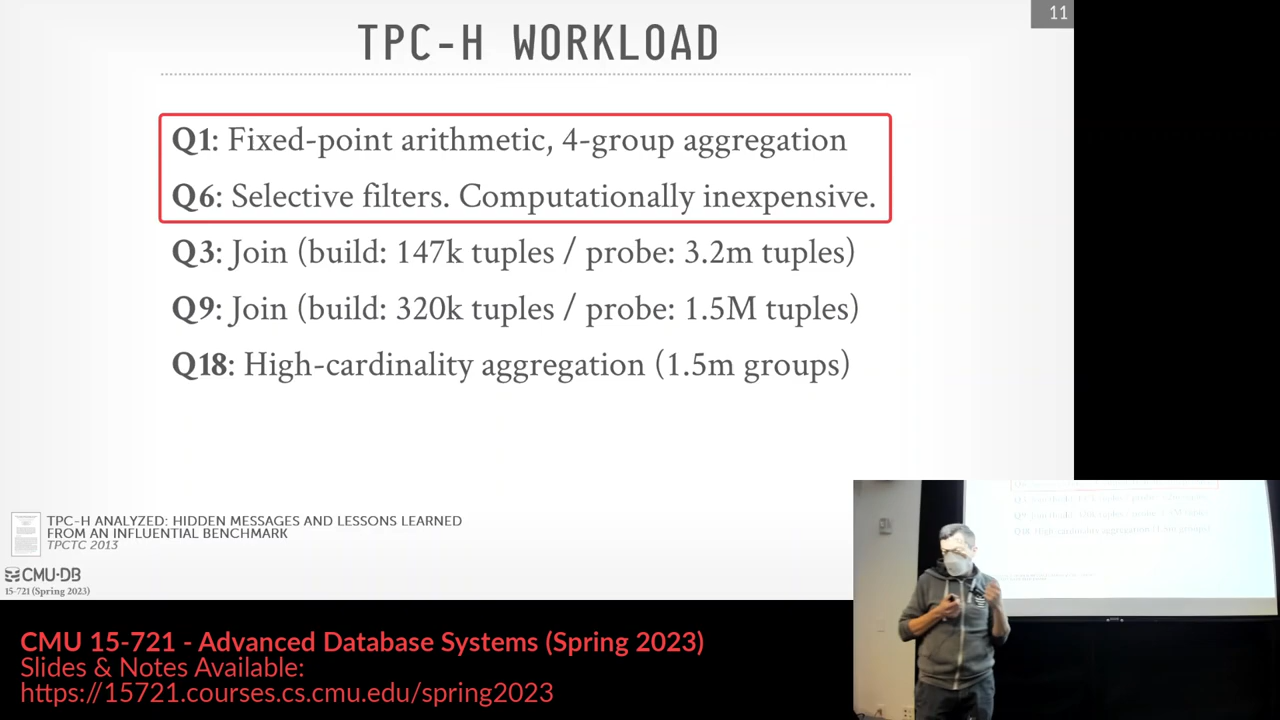 11
TPC-H WORKLOAD
Q1: Fixed-point arithmetic, 4-group aggregation
Q6: Selective filters. Computationally inexpensive.
Q3: Join (build: 147k tuples / probe: 3.2m tuples)
Q9: Join (build: 320k tuples / probe: 1.5M tuples)
Q18: High-cardinality aggregation (1.5m groups)
TPC-H ANALYZED: HIDDEN MESSAGES AND LESSONS LEARNED
FROM AN INFLUENTIAL BENCHMARK
TPCTC 2013
CMU·DB
15-721 (Spring 2023)
CMU 15-721 - Advanced Database Systems (Spring 2023)
Slides & Notes Available:
https://15721.courses.cs.cmu.edu/spring2023